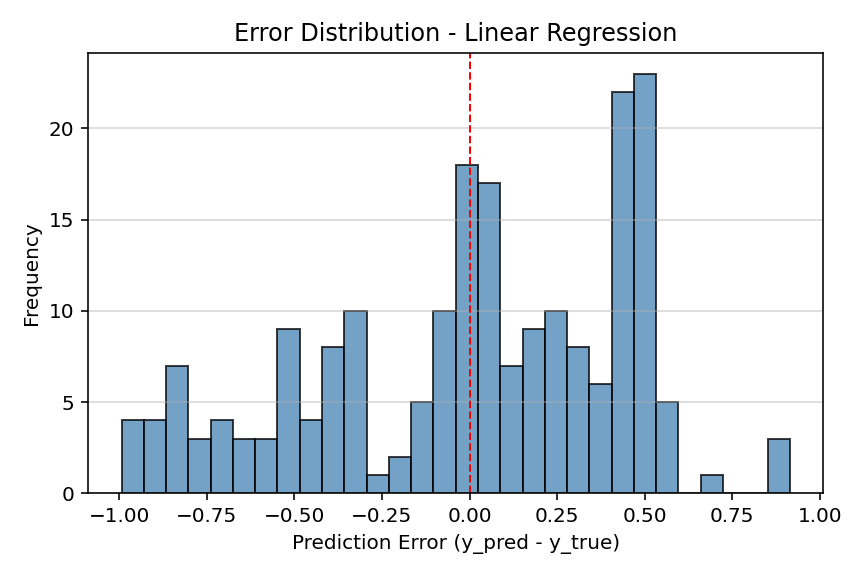 Error Distribution - Linear Regression
Frequency
20
15
10
5
0
−1.00 −0.75 −0.50 −0.25 0.00 0.25 0.50 0.75 1.00
Prediction Error (y_pred - y_true)